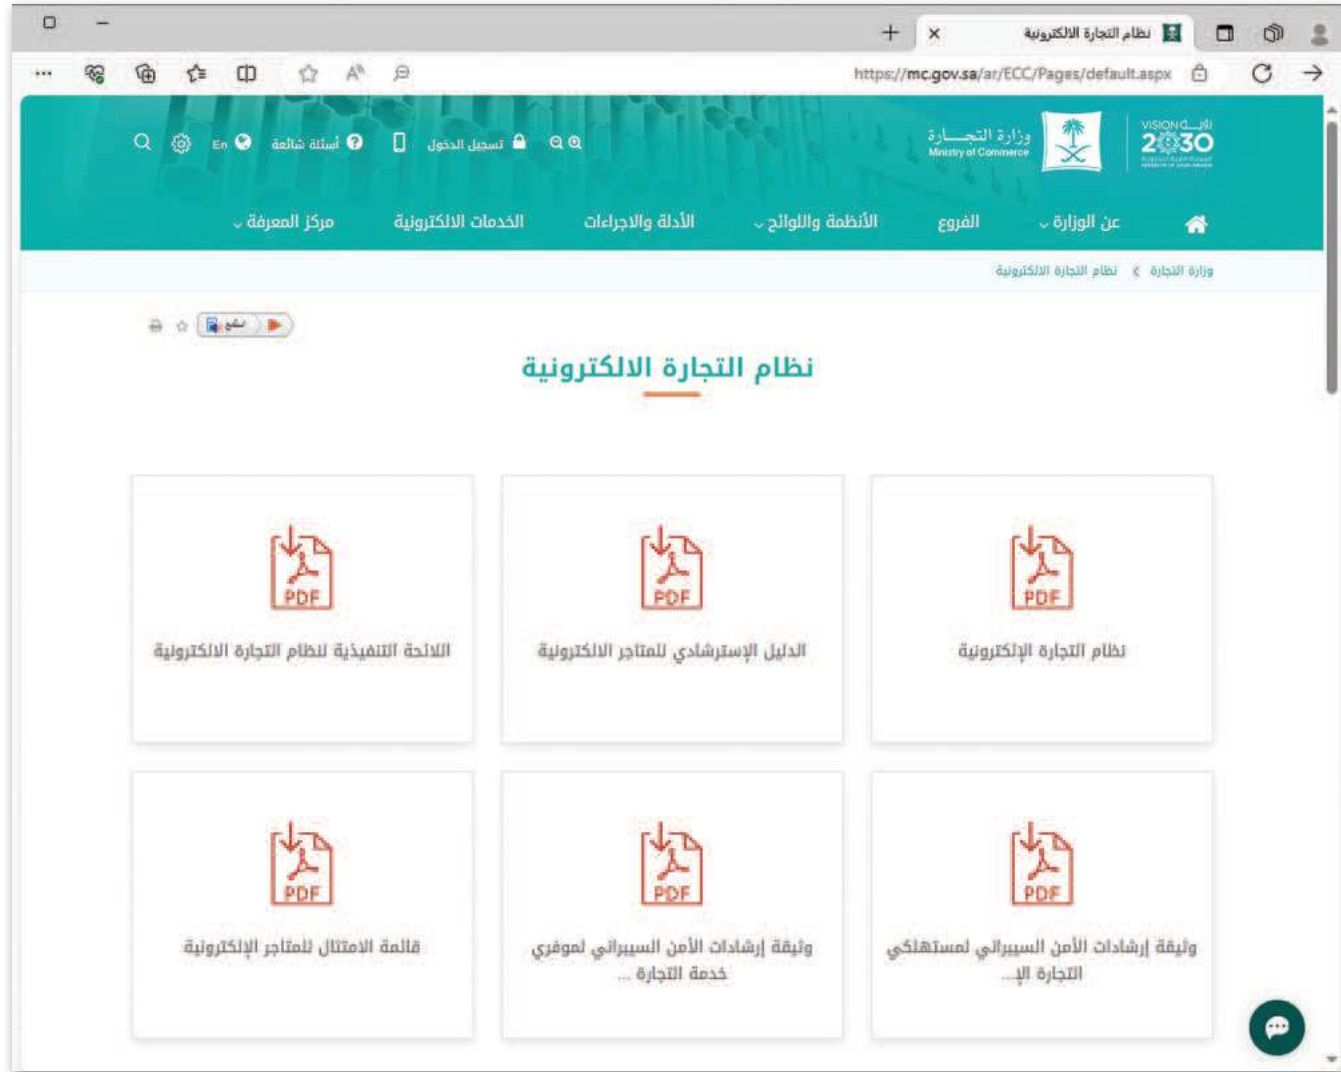 نظام التجارة الالكترونية
https://mc.gov.sa/ar/ECC/Pages/default.aspx
VISION رؤيــة
2030
وزارة التجـــــارة
Ministry of Commerce
تسجيل الدخول
أسئلة شائعة
En
عن الوزارة
الفروع
الأنظمة واللوائح
الأدلة والاجراءات
الخدمات الالكترونية
مركز المعرفة
وزارة التجارة
نظام التجارة الالكترونية
نظام التجارة الالكترونية
PDF
نظام التجارة الإلكترونية
PDF
الدليل الإسترشادي للمتاجر الالكترونية
PDF
اللائحة التنفيذية لنظام التجارة الالكترونية
PDF
وثيقة إرشادات الأمن السيبراني لمستهلكي
التجارة الإ...
PDF
وثيقة إرشادات الأمن السيبراني لموفري
خدمة التجارة ...
PDF
قائمة الامتثال للمتاجر الإلكترونية